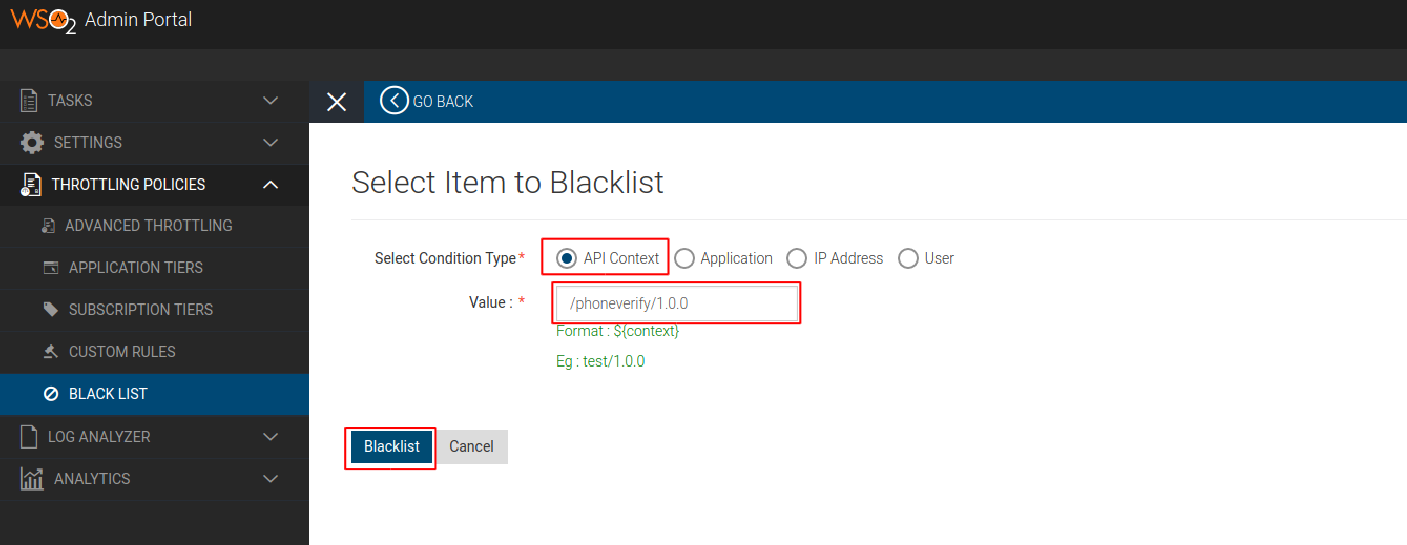 WSO2 Admin Portal
TASKS
SETTINGS
THROTTLING POLICIES
ADVANCED THROTTLING
APPLICATION TIERS
SUBSCRIPTION TIERS
CUSTOM RULES
BLACK LIST
LOG ANALYZER
ANALYTICS
GO BACK
Select Item to Blacklist
Select Condition Type* API Context Application IP Address User
Value : * /phoneverify/1.0.0
Format : ${context}
Eg : test/1.0.0
Blacklist Cancel